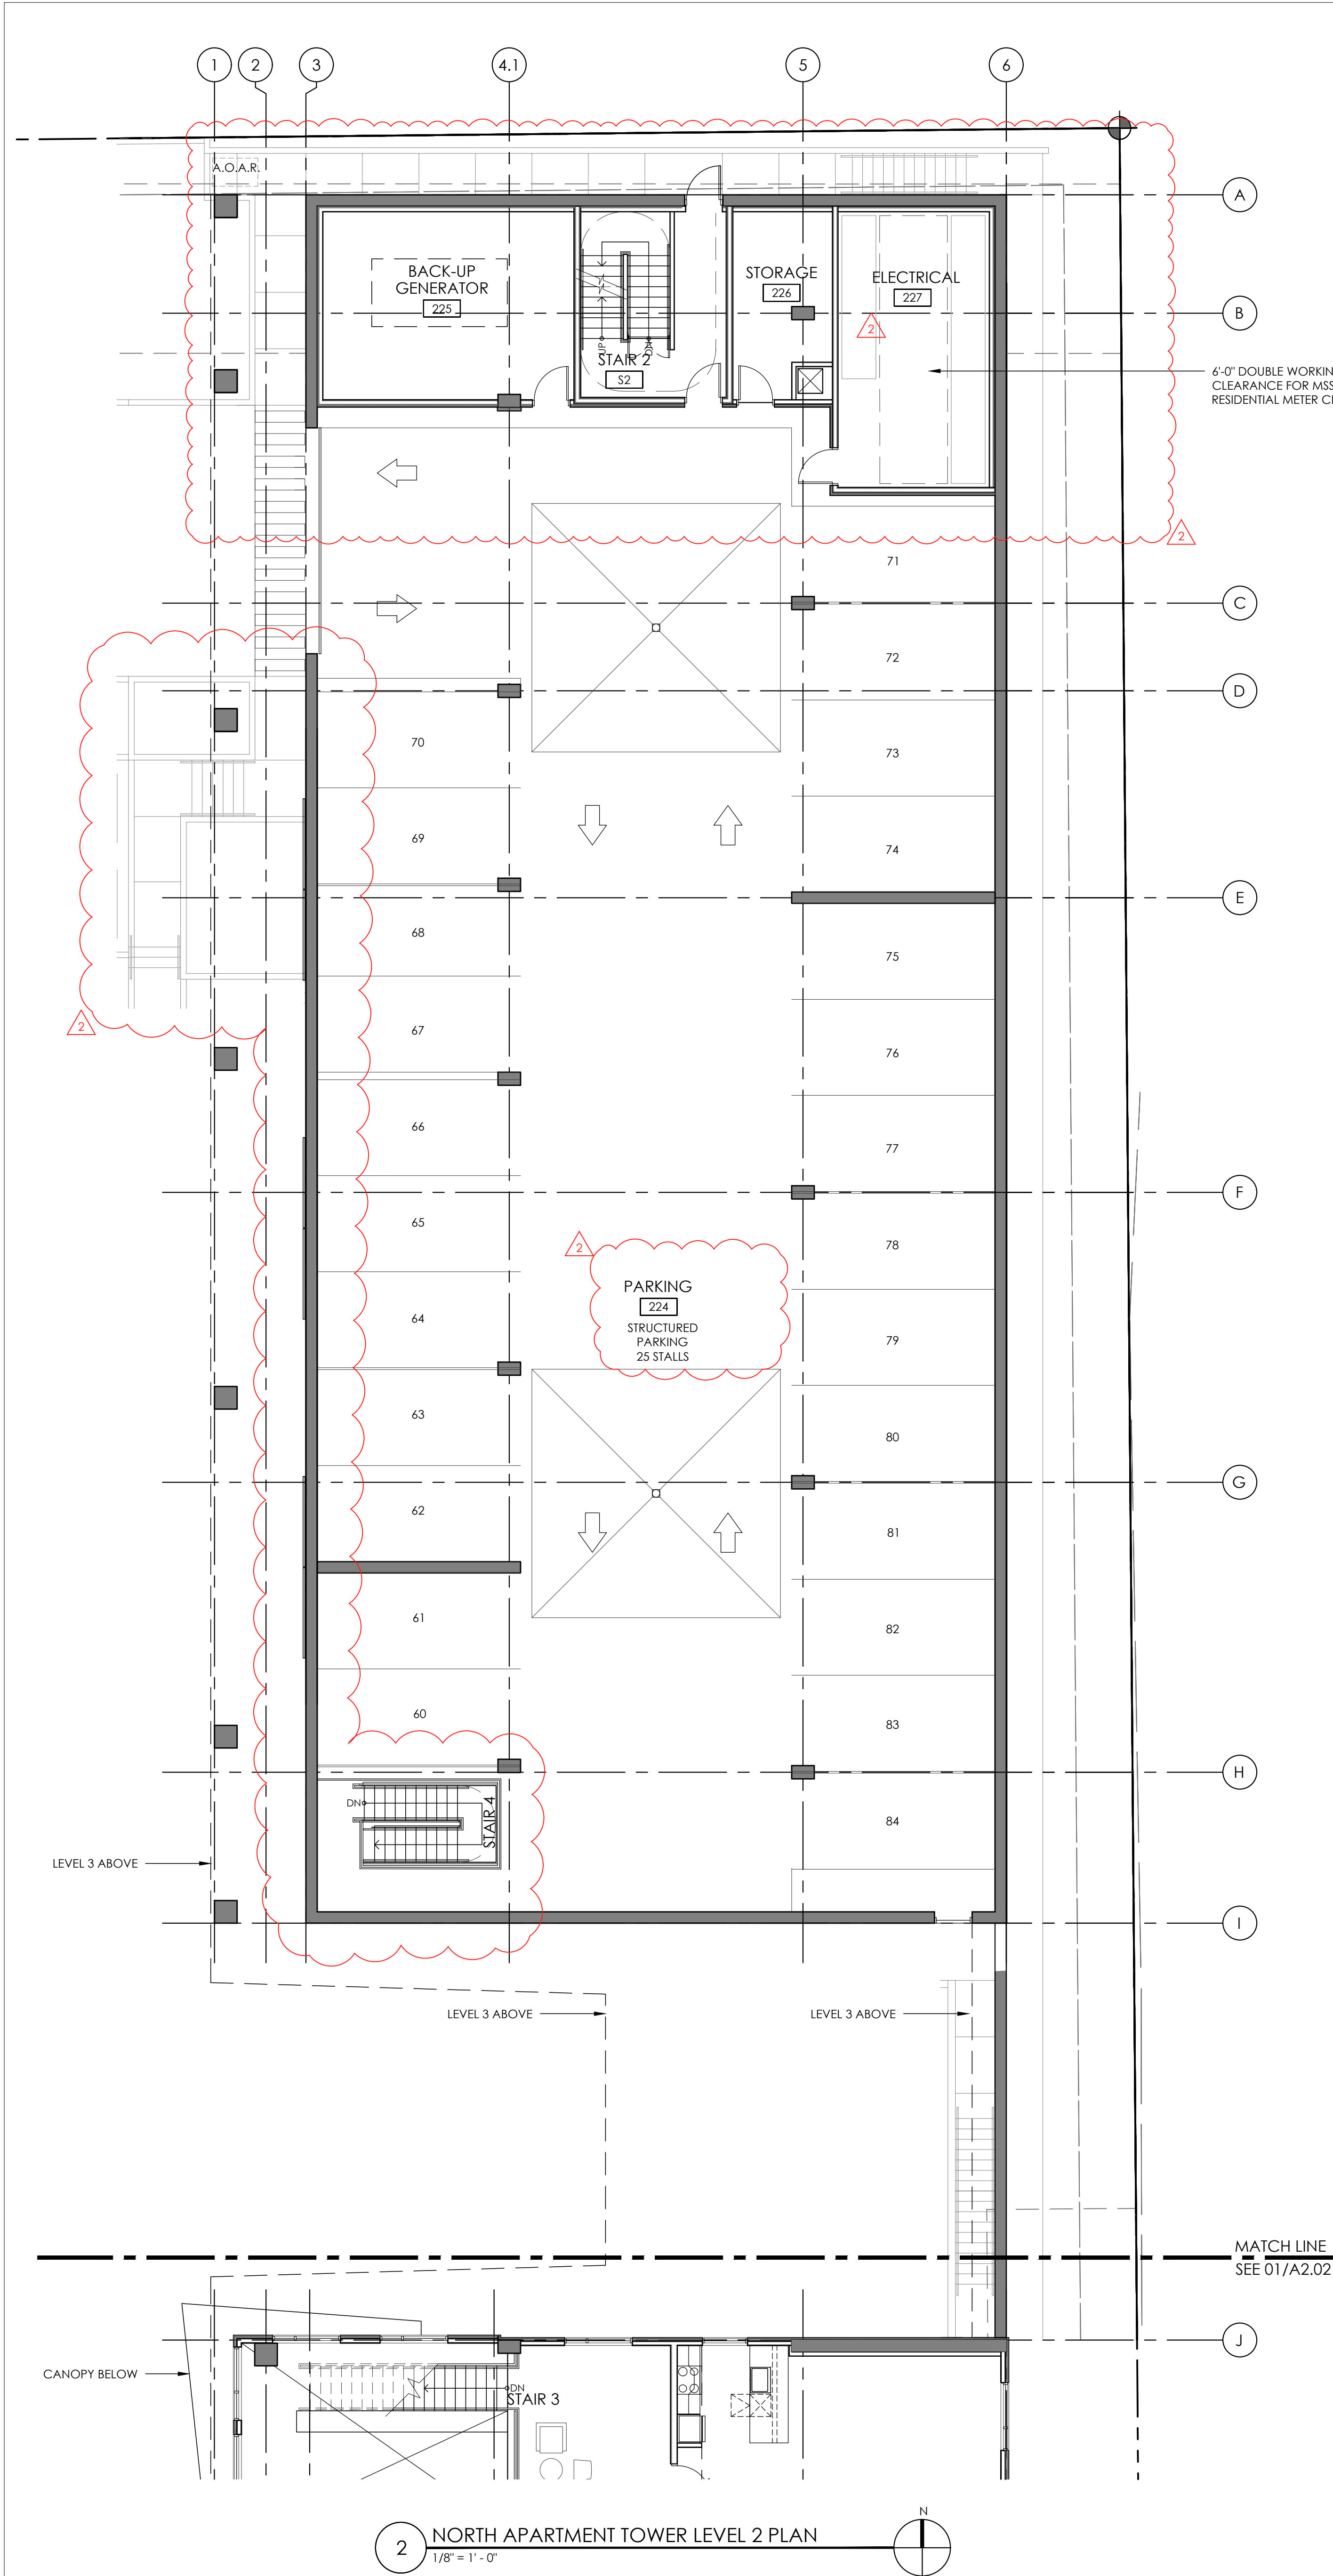 1
2
3
4.1
5
6
A.O.A.R.
A
BACK-UP
GENERATOR
225
STORAGE
226
ELECTRICAL
227
2
B
UP
DN
STAIR 2
S2
6'-0" DOUBLE
CLEARANCE FOR
RESIDENTIAL METER
2
71
C
72
D
70
73
69
74
E
68
75
2
67
76
66
77
F
65
78
2
PARKING
224
STRUCTURED
PARKING
25 STALLS
64
79
63
80
G
62
81
61
82
60
83
H
DN
STAIR 4
84
LEVEL 3 ABOVE
I
LEVEL 3 ABOVE
LEVEL 3 ABOVE
MATCH LINE
SEE 01/A2.02
J
CANOPY BELOW
DN
STAIR 3
N
2
NORTH APARTMENT TOWER LEVEL 2 PLAN
1/8" = 1' - 0"